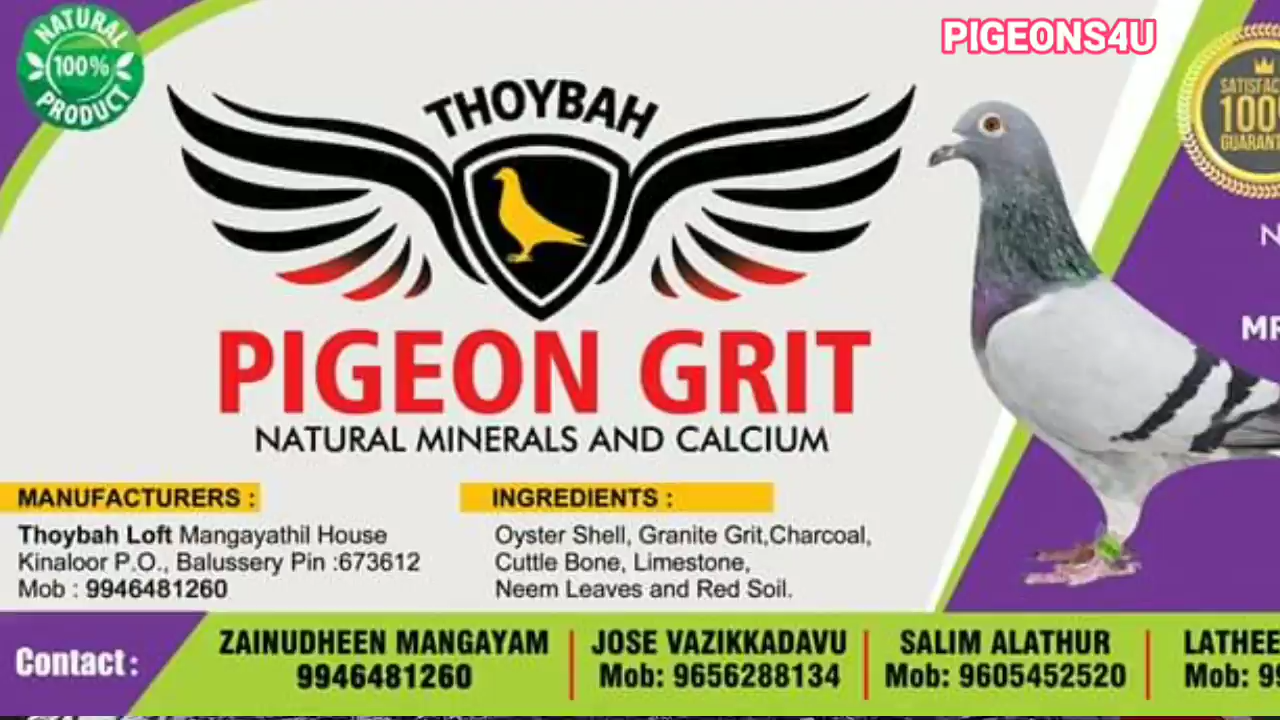 PIGEONS4U
NATURAL
100%
PRODUCT
THOYBAH
100
PIGEON GRIT
NATURAL MINERALS AND CALCIUM
MANUFACTURERS :
Thoybah Loft Mangayathil House
Kinaloor P.O., Balussery Pin :673612
Mob : 9946481260
INGREDIENTS :
Oyster Shell, Granite Grit,Charcoal,
Cuttle Bone, Limestone,
Neem Leaves and Red Soil.
Contact :
ZAINUDHEEN MANGAYAM
9946481260
JOSE VAZIKKADAVU
Mob: 9656288134
SALIM ALATHUR
Mob: 9605452520
Mob: